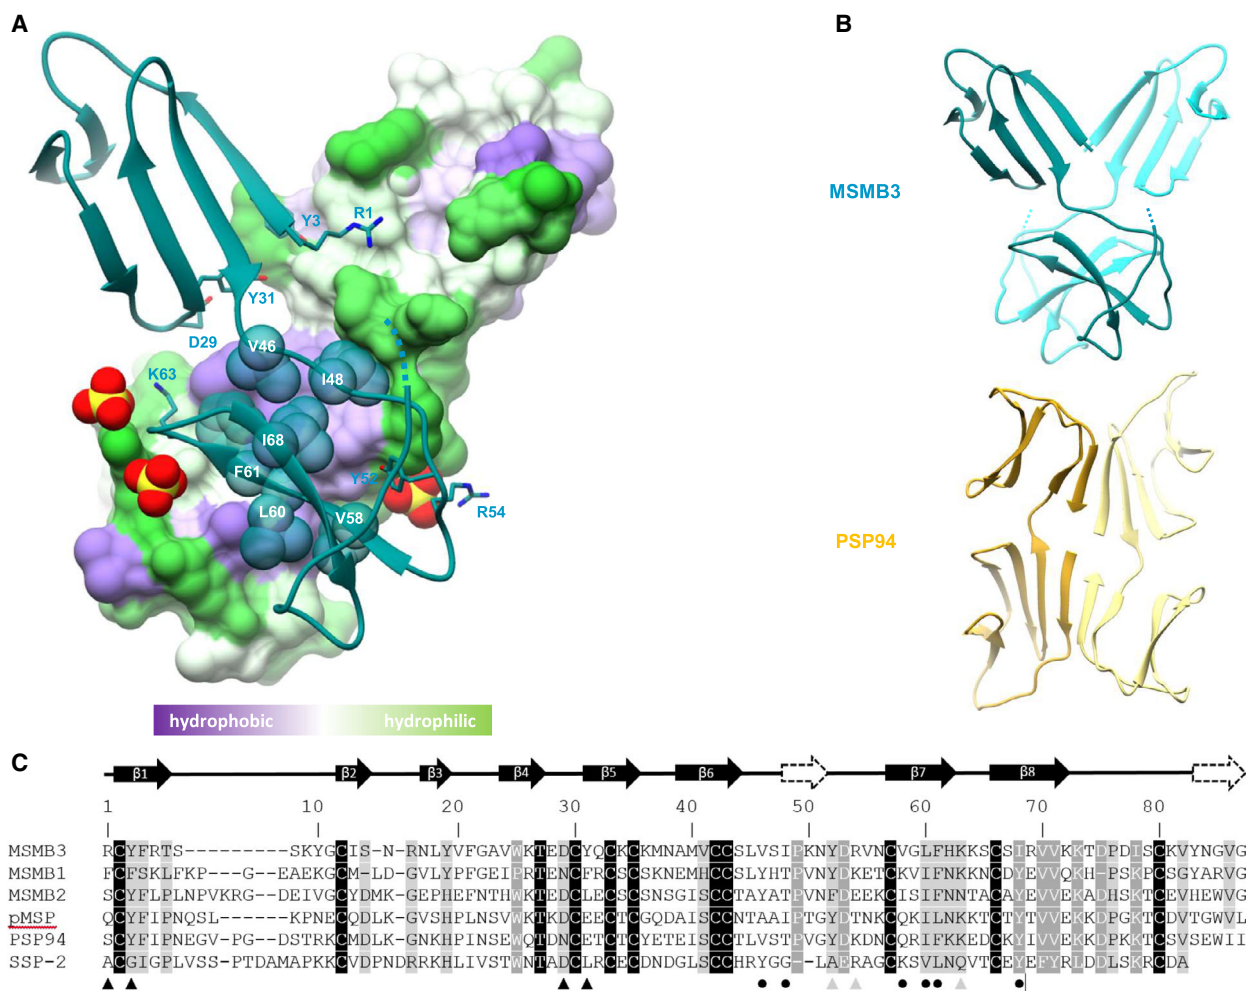 A
B
Y3
R1
Y31
D29
V46
K63
I48
I68
F61
Y52
L60
V58
R54
hydrophobic
hydrophilic
MSMB3
PSP94
C
β1 β2 β3 β4 β5 β6 β7 β8
1 10 20 30 40 50 60 70 80
MSMB3 RCYFRTS---------SKYGCIS-N-RNLYVFGAVWKTEDCYQCKCKMNAMVCCSLVSIPKNYDRVNCVGLFHKKSCSIRVVKKTDPDISCKVYNGVG
MSMB1 FCFSKLFKP---G--EAEKGCM-LD-GVLYPFGEIPRTENCFRCSCSKNEMHCCSLYHTPVNYDKETCKVIFNKKNCDYEVVQKH-PSKPCSGYARVG
MSMB2 SCYFLPLNPVKRG--DEIVGCYDMK-GEPHEFNTHWKTEDCMECSCSNSGISCCTAYATPVNFDEEKCISIFNNTACAYEVVEKADPSKTCEVHEWVG
pMSP QCYFIPNQSL------KPNECQDLK-GVSHPLNSVWKTKDCEECTCGQDAISCCNTAAIPTGYDTNKCQKILNKKTCTYTVVEKKDPGKTCDVTGWVL
PSP94 SCYFIPNEGV-PG--DSTRKCMDLK-GNKHPINSEWQTDNCETCTCYETEISCCTLVSTPVGYDKDNCQRIFKKEDCKYIVVEKKDPKKTCSVSEWII
SSP-2 ACGIGPLVSS-PTDAMAPKKCVDPNDRRKHLIVSTWNTADCLRCECDNDGLSCCHRYGG--LAERAGCKSVLNQVTCEYEFYRLDDLSKRCDA